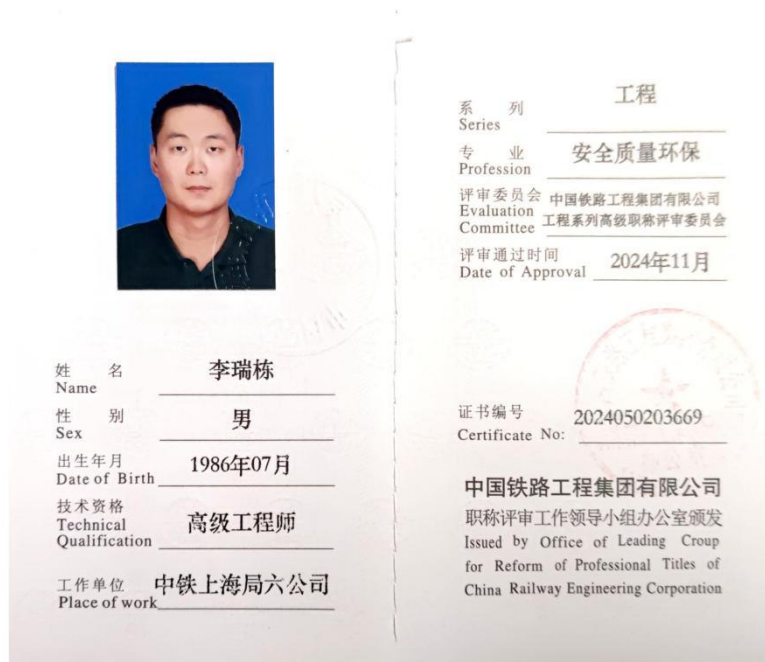 姓 名 李瑞栋
Name
性 别 男
Sex
出生年月 1986年07月
Date of Birth
技术资格
Technical 高级工程师
Qualification
工作单位 中铁上海局六公司
Place of work
系 列 工程
Series
专 业 安全质量环保
Profession
评审委员会 中国铁路工程集团有限公司
Evaluation 工程系列高级职称评审委员会
Committee
评审通过时间 2024年11月
Date of Approval
证书编号 2024050203669
Certificate No:
中国铁路工程集团有限公司
职称评审工作领导小组办公室颁发
Issued by Office of Leading Croup
for Reform of Professional Titles of
China Railway Engineering Corporation